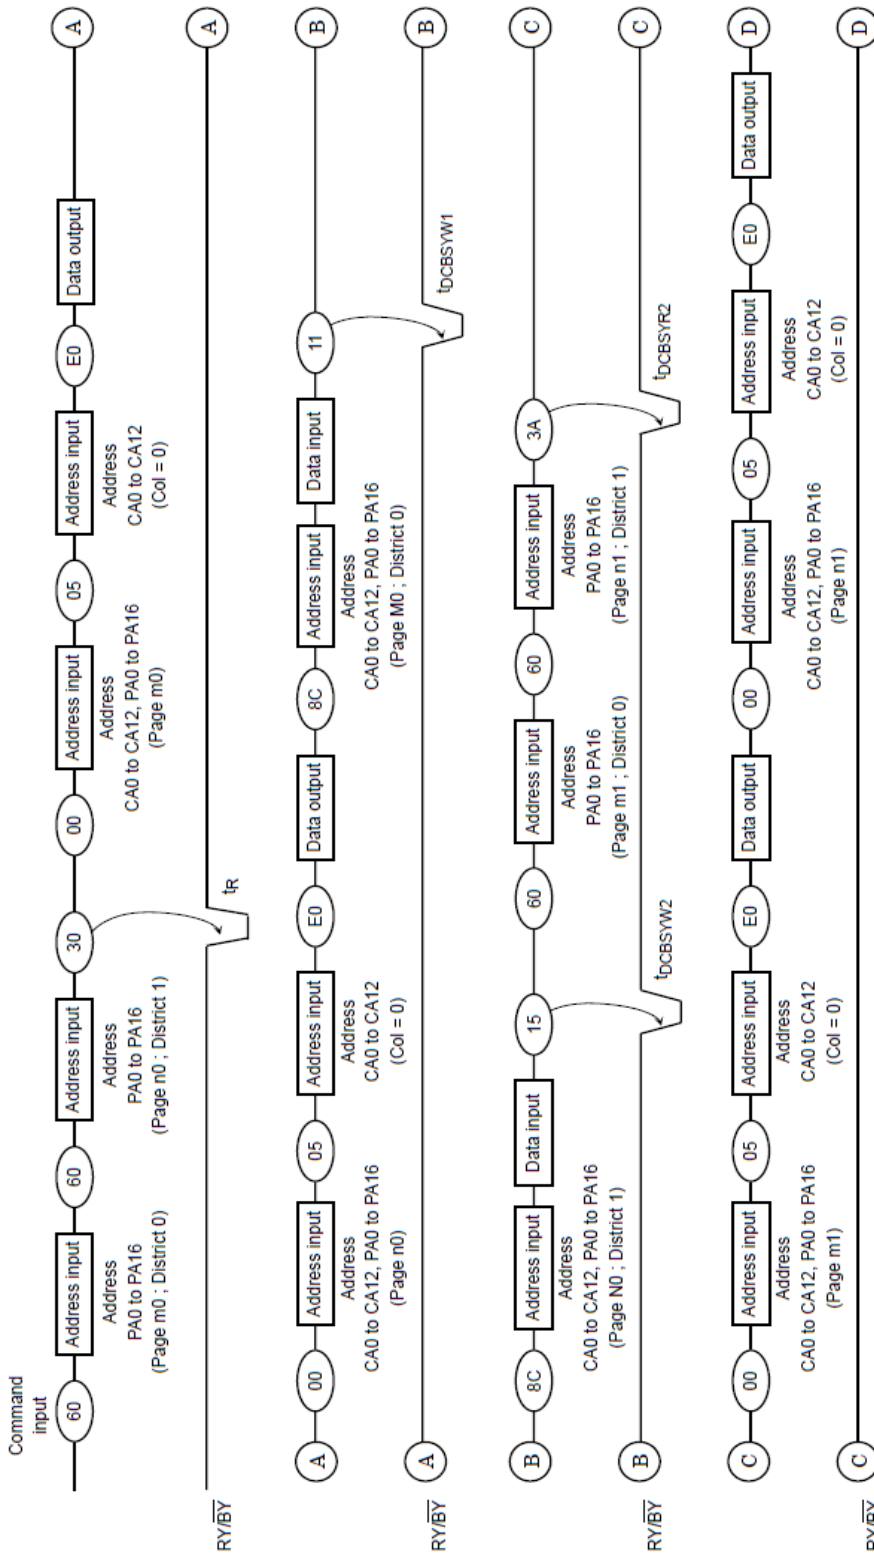 Command
input
60
Address input
60
Address input
30
00
Address input
05
Address input
E0
Data output
A
Address
PA0 to PA16
(Page m0 ; District 0)
Address
PA0 to PA16
(Page n0 ; District 1)
Address
CA0 to CA12, PA0 to PA16
(Page m0)
Address
CA0 to CA12
(Col = 0)
RY/BY
tR
A
A
00
Address input
05
Address input
E0
Data output
8C
Address input
Data input
11
B
Address
CA0 to CA12, PA0 to PA16
(Page n0)
Address
CA0 to CA12
(Col = 0)
Address
CA0 to CA12, PA0 to PA16
(Page M0 ; District 0)
RY/BY
A
tDCBSYW1
B
B
8C
Address input
Data input
15
60
Address input
60
Address input
3A
C
Address
CA0 to CA12, PA0 to PA16
(Page N0 ; District 1)
Address
PA0 to PA16
(Page m1 ; District 0)
Address
PA0 to PA16
(Page n1 ; District 1)
RY/BY
B
tDCBSYW2
tDCBSYR2
C
C
00
Address input
05
Address input
E0
Data output
00
Address input
05
Address input
E0
Data output
D
Address
CA0 to CA12, PA0 to PA16
(Page m1)
Address
CA0 to CA12
(Col = 0)
Address
CA0 to CA12, PA0 to PA16
(Page n1)
Address
CA0 to CA12
(Col = 0)
RY/BY
C
D